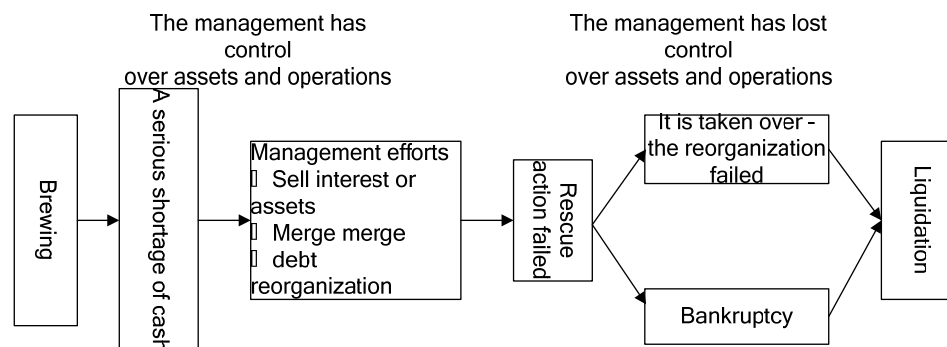 The management has
control
over assets and operations
The management has lost
control
over assets and operations
Brewing
A serious shortage of cash
Management efforts
▯ Sell interest or
assets
▯ Merge merge
▯ debt
reorganization
Rescue
action failed
It is taken over -
the reorganization
failed
Bankruptcy
Liquidation